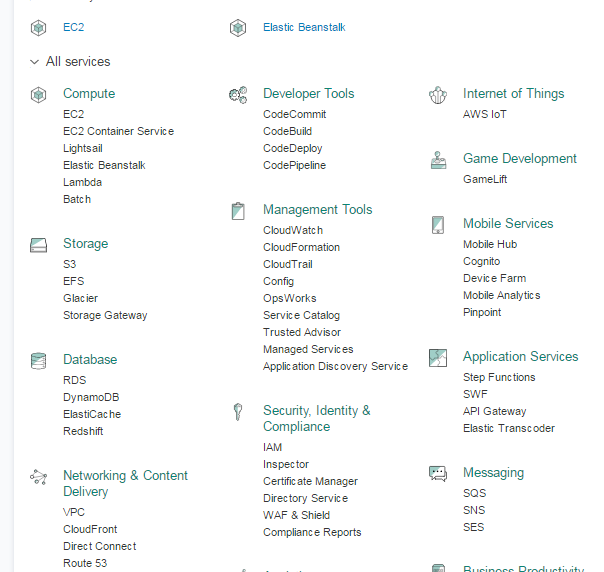 EC2
Elastic Beanstalk
All services
Compute
EC2
EC2 Container Service
Lightsail
Elastic Beanstalk
Lambda
Batch
Storage
S3
EFS
Glacier
Storage Gateway
Database
RDS
DynamoDB
ElastiCache
Redshift
Networking & Content
Delivery
VPC
CloudFront
Direct Connect
Route 53
Developer Tools
CodeCommit
CodeBuild
CodeDeploy
CodePipeline
Management Tools
CloudWatch
CloudFormation
CloudTrail
Config
OpsWorks
Service Catalog
Trusted Advisor
Managed Services
Application Discovery Service
Security, Identity &
Compliance
IAM
Inspector
Certificate Manager
Directory Service
WAF & Shield
Compliance Reports
Internet of Things
AWS IoT
Game Development
GameLift
Mobile Services
Mobile Hub
Cognito
Device Farm
Mobile Analytics
Pinpoint
Application Services
Step Functions
SWF
API Gateway
Elastic Transcoder
Messaging
SQS
SNS
SES
Business Productivity